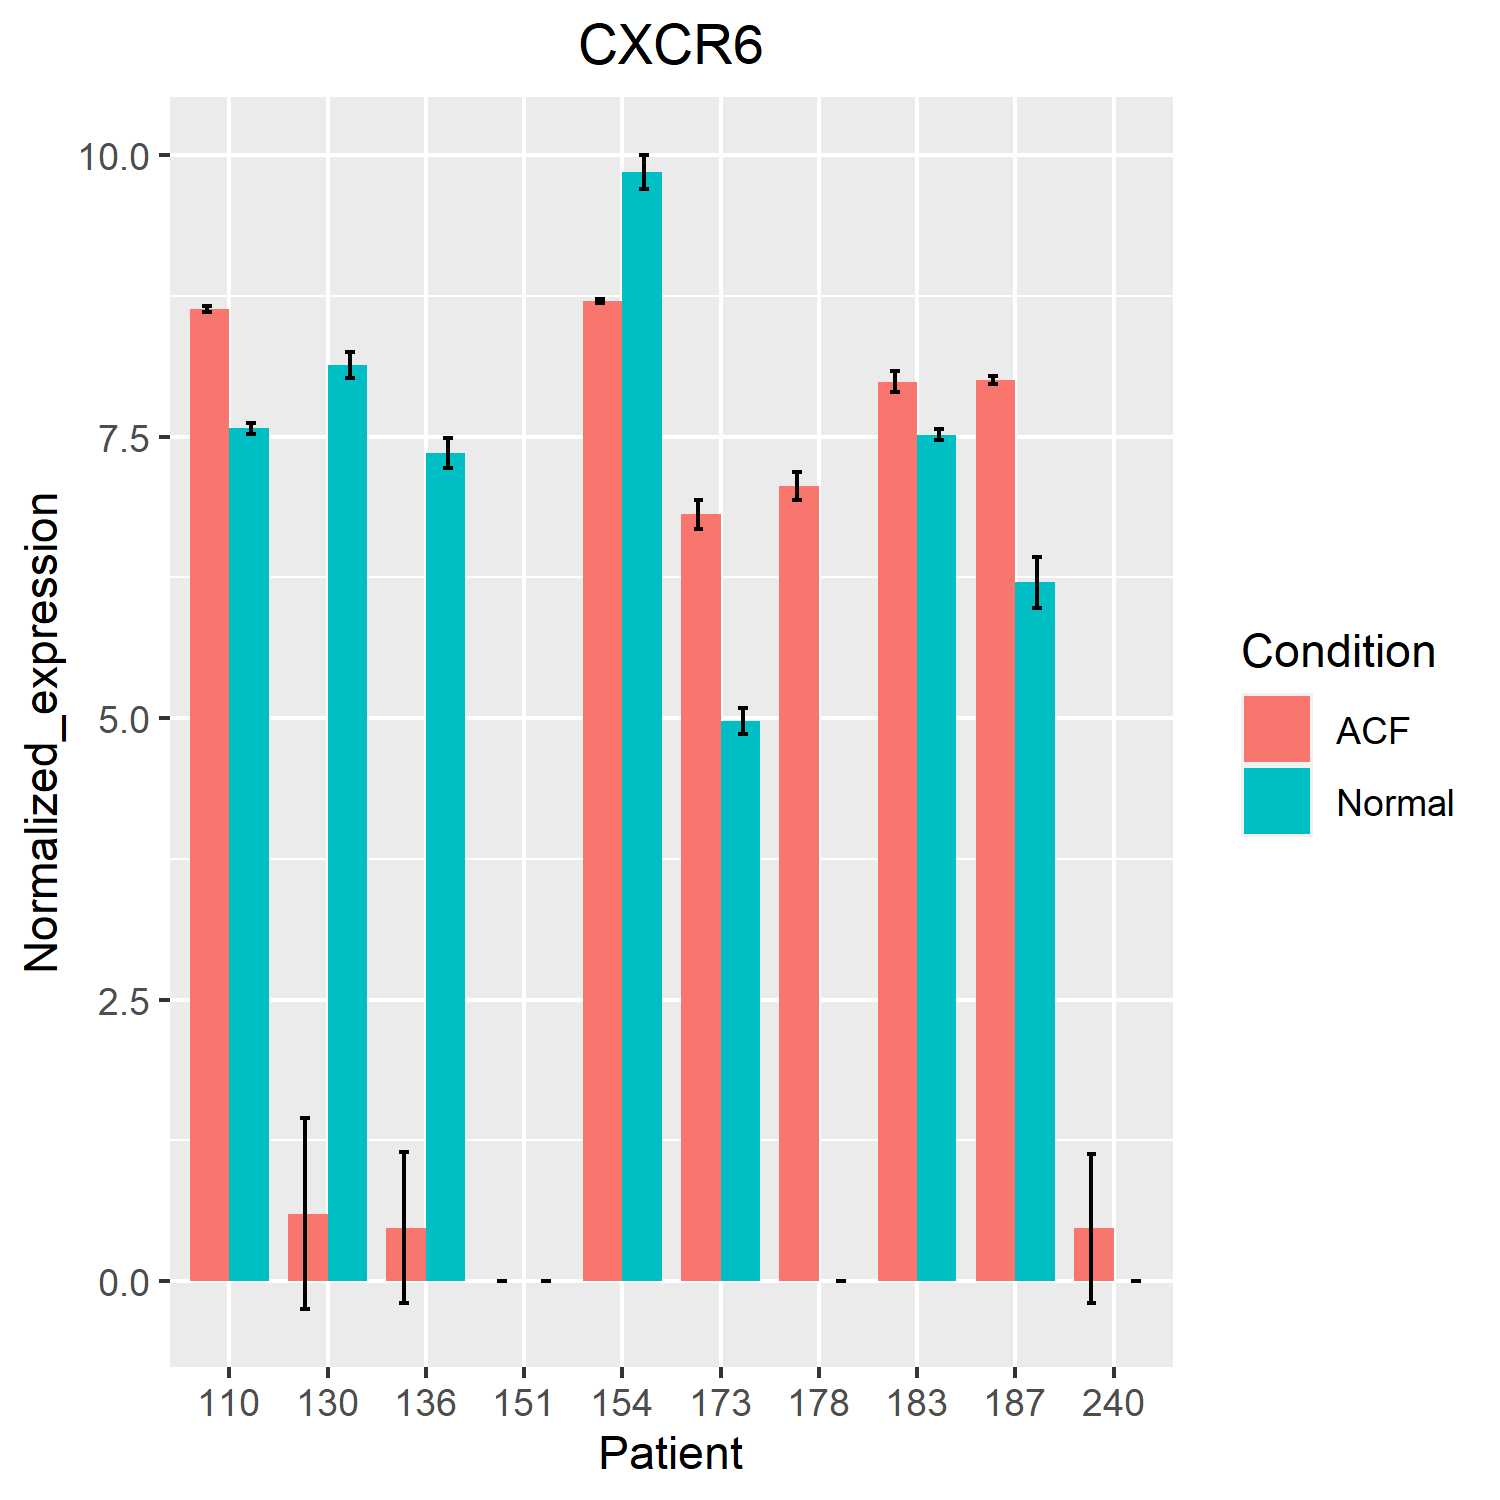 CXCR6
Normalized_expression
10.0
7.5
5.0
2.5
0.0
110 130 136 151 154 173 178 183 187 240
Patient
Condition
ACF
Normal